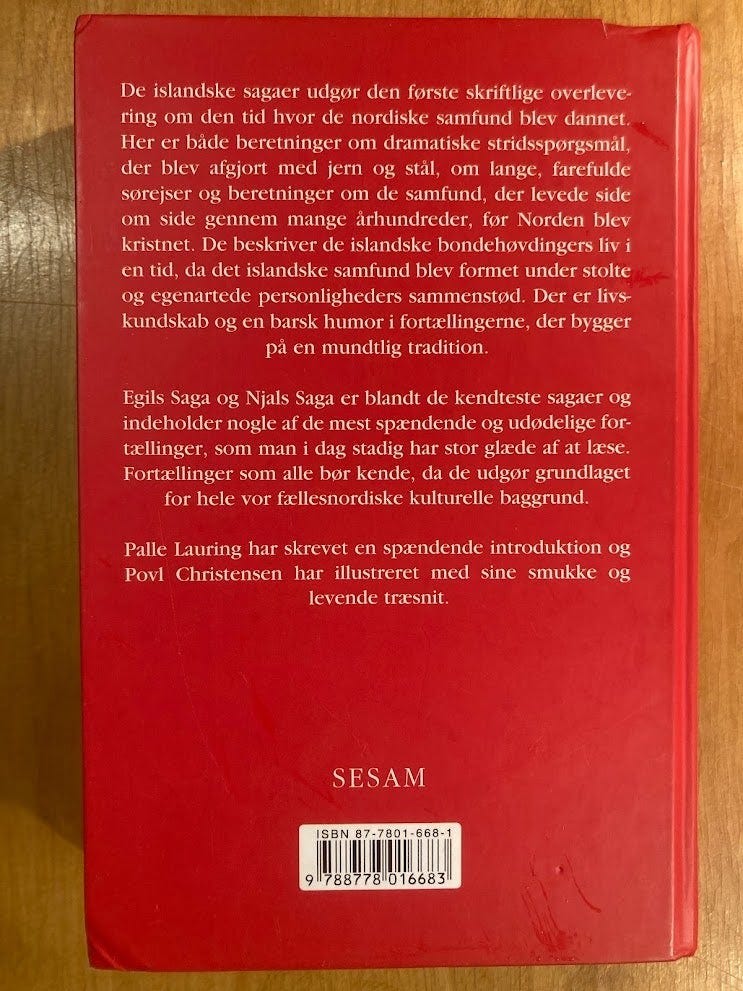 De islandske sagaer udgør den første skriftlige overleve-
ring om den tid hvor de nordiske samfund blev dannet.
Her er både beretninger om dramatiske stridsspørgsmål,
der blev afgjort med jern og stål, om lange, farefulde
sørejser og beretninger om de samfund, der levede side
om side gennem mange århundreder, før Norden blev
kristnet. De beskriver de islandske bondehøvdingers liv i
en tid, da det islandske samfund blev formet under stolte
og egenartede personligheders sammenstød. Der er livs-
kundskab og en barsk humor i fortællingerne, der bygger
på en mundtlig tradition.
Egils Saga og Njals Saga er blandt de kendteste sagaer og
indeholder nogle af de mest spændende og udødelige for-
tællinger, som man i dag stadig har stor glæde af at læse.
Fortællinger som alle bør kende, da de udgør grundlaget
for hele vor fællesnordiske kulturelle baggrund.
Palle Lauring har skrevet en spændende introduktion og
Povl Christensen har illustreret med sine smukke og
levende træsnit.
SESAM
ISBN 87-7801-668-1
9 788778 016683